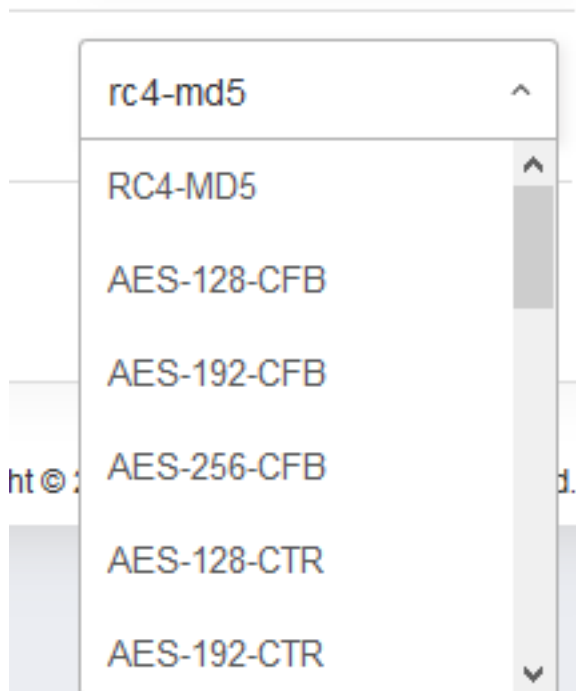 rc4-md5
RC4-MD5
AES-128-CFB
AES-192-CFB
AES-256-CFB
ht ©
d.
AES-128-CTR
AES-192-CTR